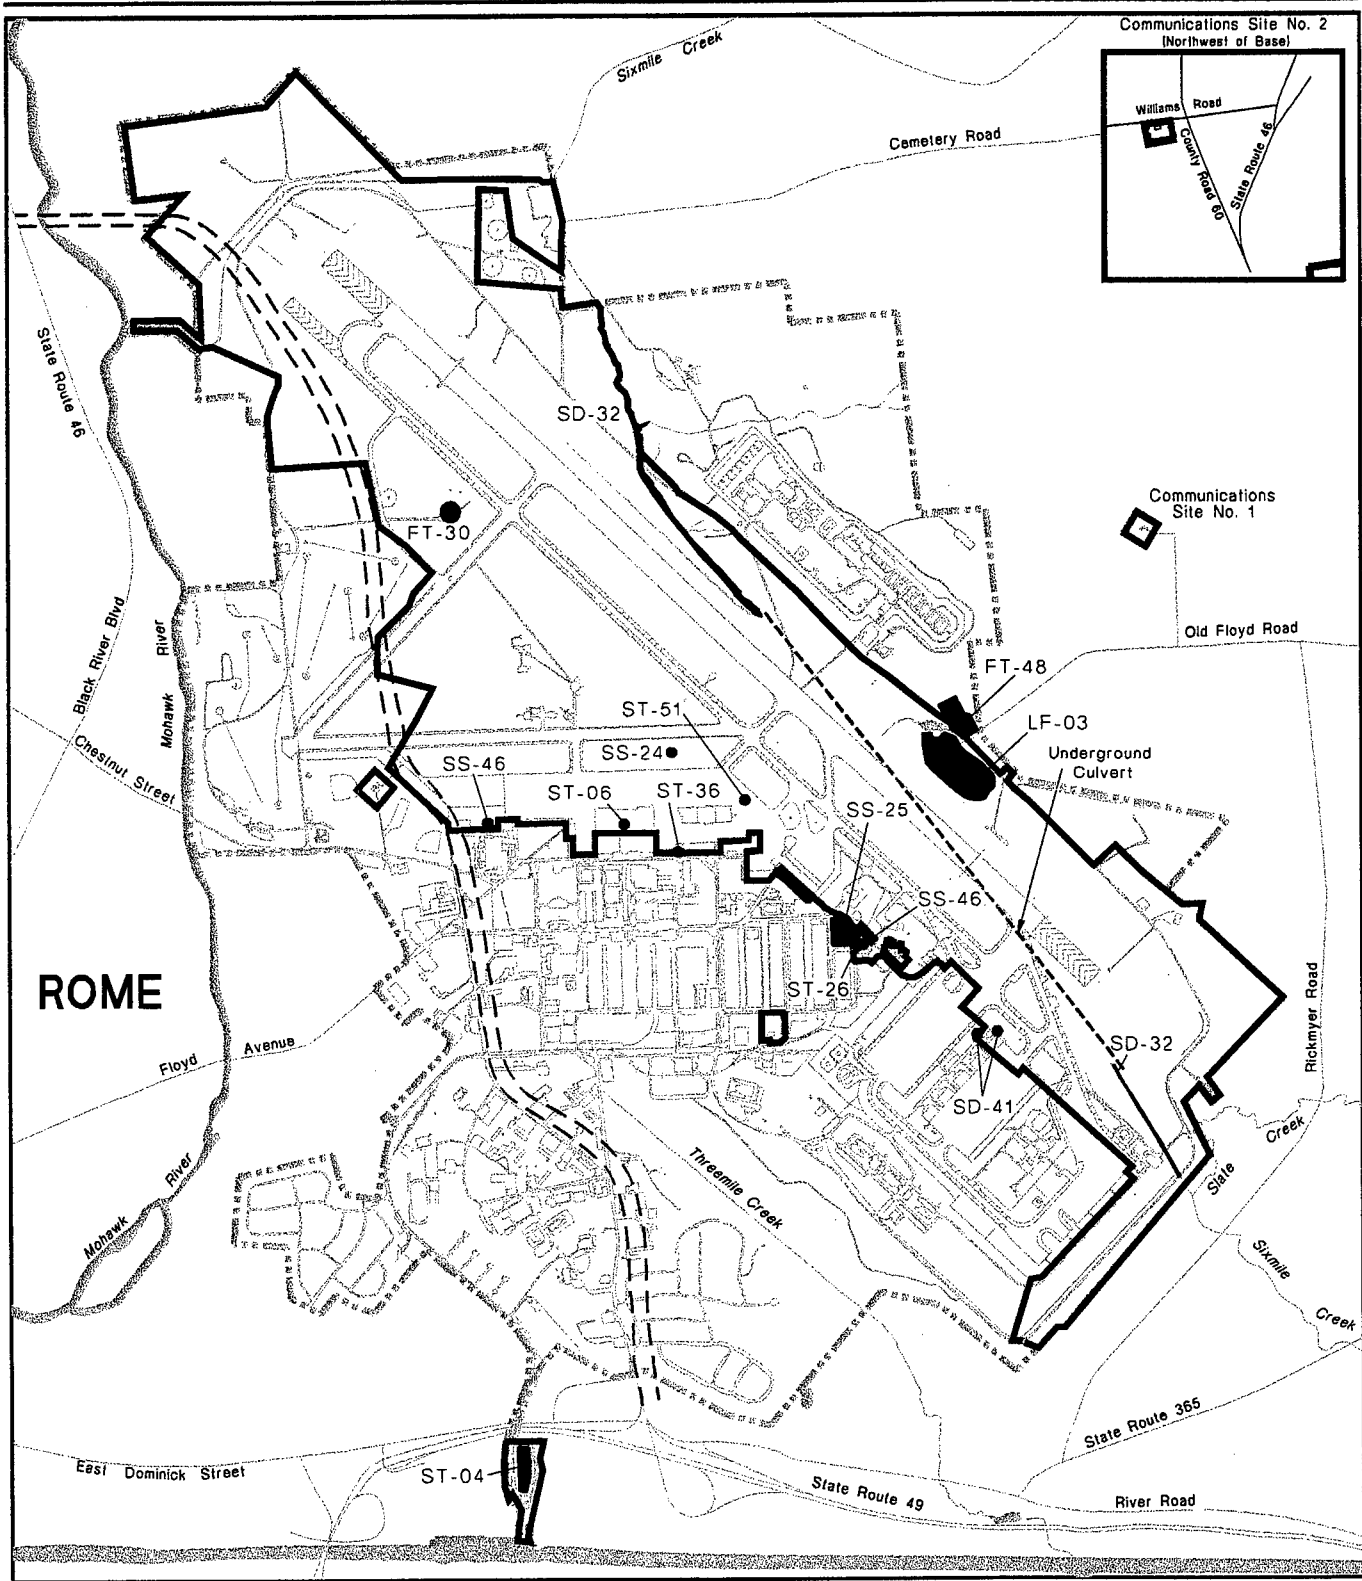 Communications Site No. 2
(Northwest of Base)
Sixmile Creek
Williams Road
Cemetery Road
County Road 60
State Route 46
State Route 46
SD-32
Communications
Site No. 1
FT-30
Black River Blvd
Mohawk River
Old Floyd Road
FT-48
ST-51
LF-03
Chestnut Street
SS-24
Underground
Culvert
SS-46
ST-06
ST-36
SS-25
SS-46
ROME
ST-26
Rickmyer Road
Floyd Avenue
SD-32
SD-41
Slate Creek
Threemile Creek
Mohawk River
Sixmile Creek
State Route 365
East Dominick Street
ST-04
State Route 49
River Road